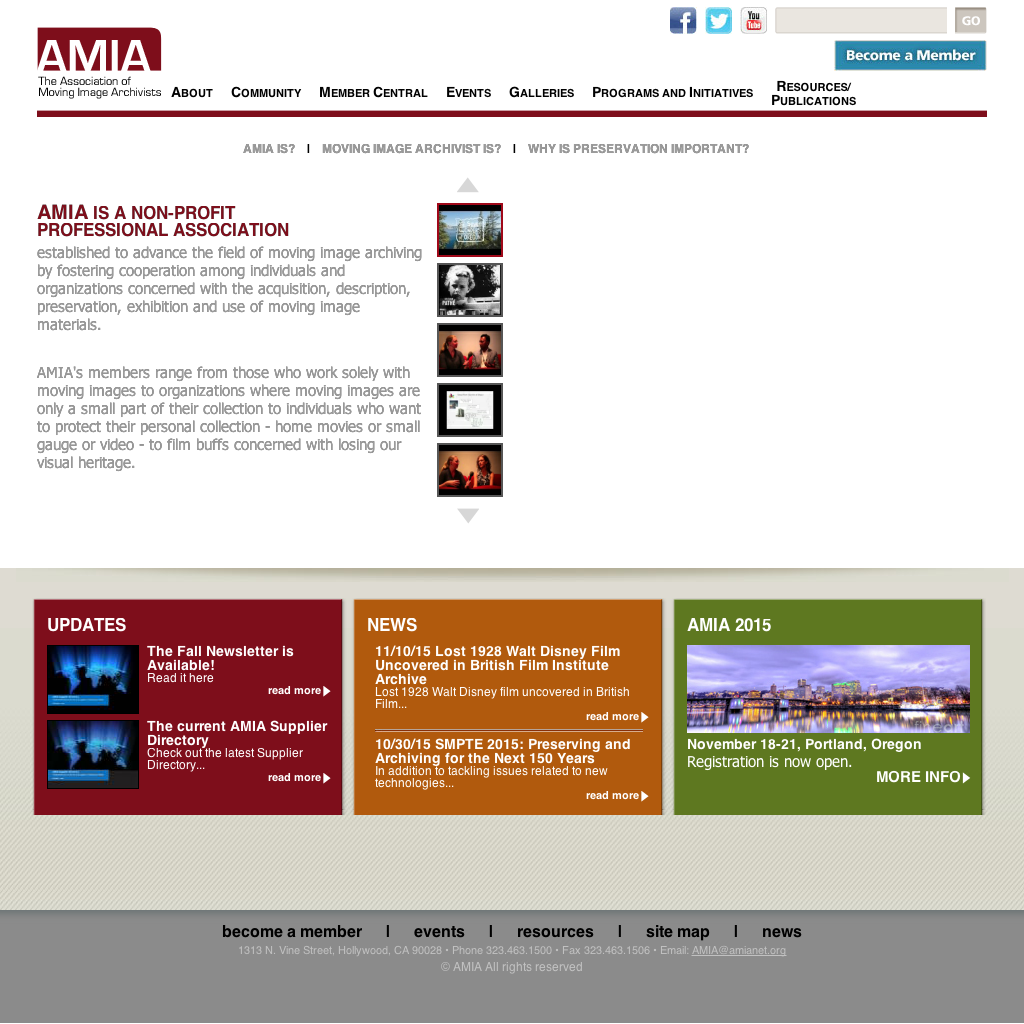 You Tube
GO
Become a Member
AMIA
The Association of
Moving Image Archivists
ABOUT COMMUNITY MEMBER CENTRAL EVENTS GALLERIES PROGRAMS AND INITIATIVES RESOURCES/
PUBLICATIONS
AMIA IS? | MOVING IMAGE ARCHIVIST IS? | WHY IS PRESERVATION IMPORTANT?
AMIA IS A NON-PROFIT
PROFESSIONAL ASSOCIATION
established to advance the field of moving image archiving
by fostering cooperation among individuals and
organizations concerned with the acquisition, description,
preservation, exhibition and use of moving image
materials.
AMIA's members range from those who work solely with
moving images to organizations where moving images are
only a small part of their collection to individuals who want
to protect their personal collection - home movies or small
gauge or video - to film buffs concerned with losing our
visual heritage.
UPDATES
The Fall Newsletter is
Available!
Read it here
read more
The current AMIA Supplier
Directory
Check out the latest Supplier
Directory...
read more
NEWS
11/10/15 Lost 1928 Walt Disney Film
Uncovered in British Film Institute
Archive
Lost 1928 Walt Disney film uncovered in British
Film...
read more
10/30/15 SMPTE 2015: Preserving and
Archiving for the Next 150 Years
In addition to tackling issues related to new
technologies...
read more
AMIA 2015
November 18-21, Portland, Oregon
Registration is now open.
MORE INFO
become a member | events | resources | site map | news
1313 N. Vine Street, Hollywood, CA 90028 • Phone 323.463.1500 • Fax 323.463.1506 • Email: AMIA@amianet.org
© AMIA All rights reserved